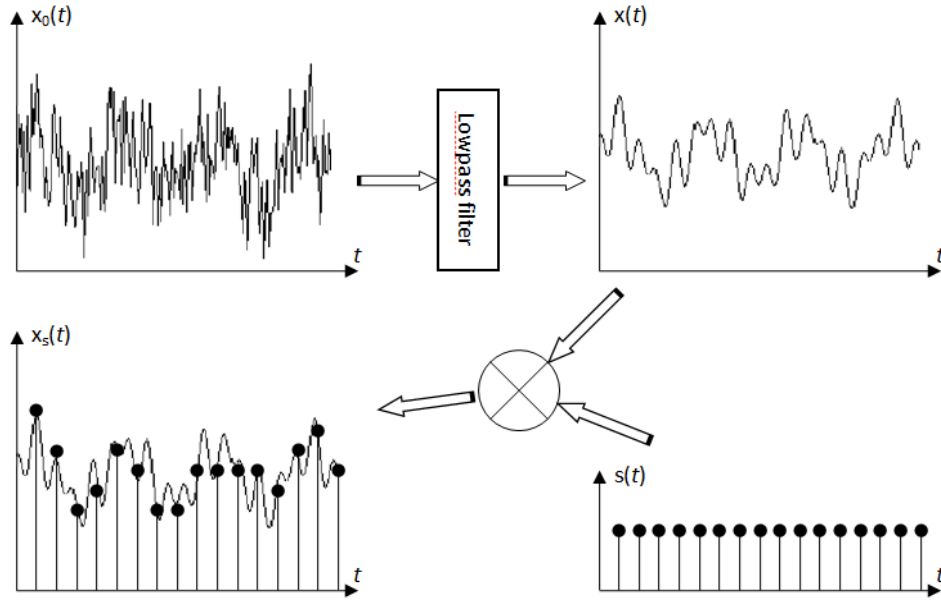 x₀(t)
x(t)
Lowpass filter
t
t
xₛ(t)
s(t)
t
t